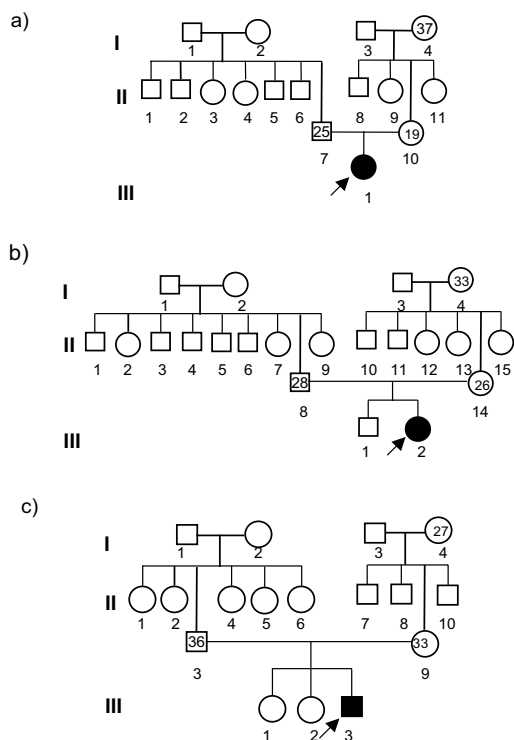 a)
I
37
1 2 3 4
II
1 2 3 4 5 6 8 9 11
25 19
7 10
III 1
b)
I
33
1 2 3 4
II
1 2 3 4 5 6 7 9 10 11 12 13 15
28 26
8 14
III 1 2
c)
I
27
1 2 3 4
II
1 2 4 5 6 7 8 10
36 33
3 9
III
1 2 3